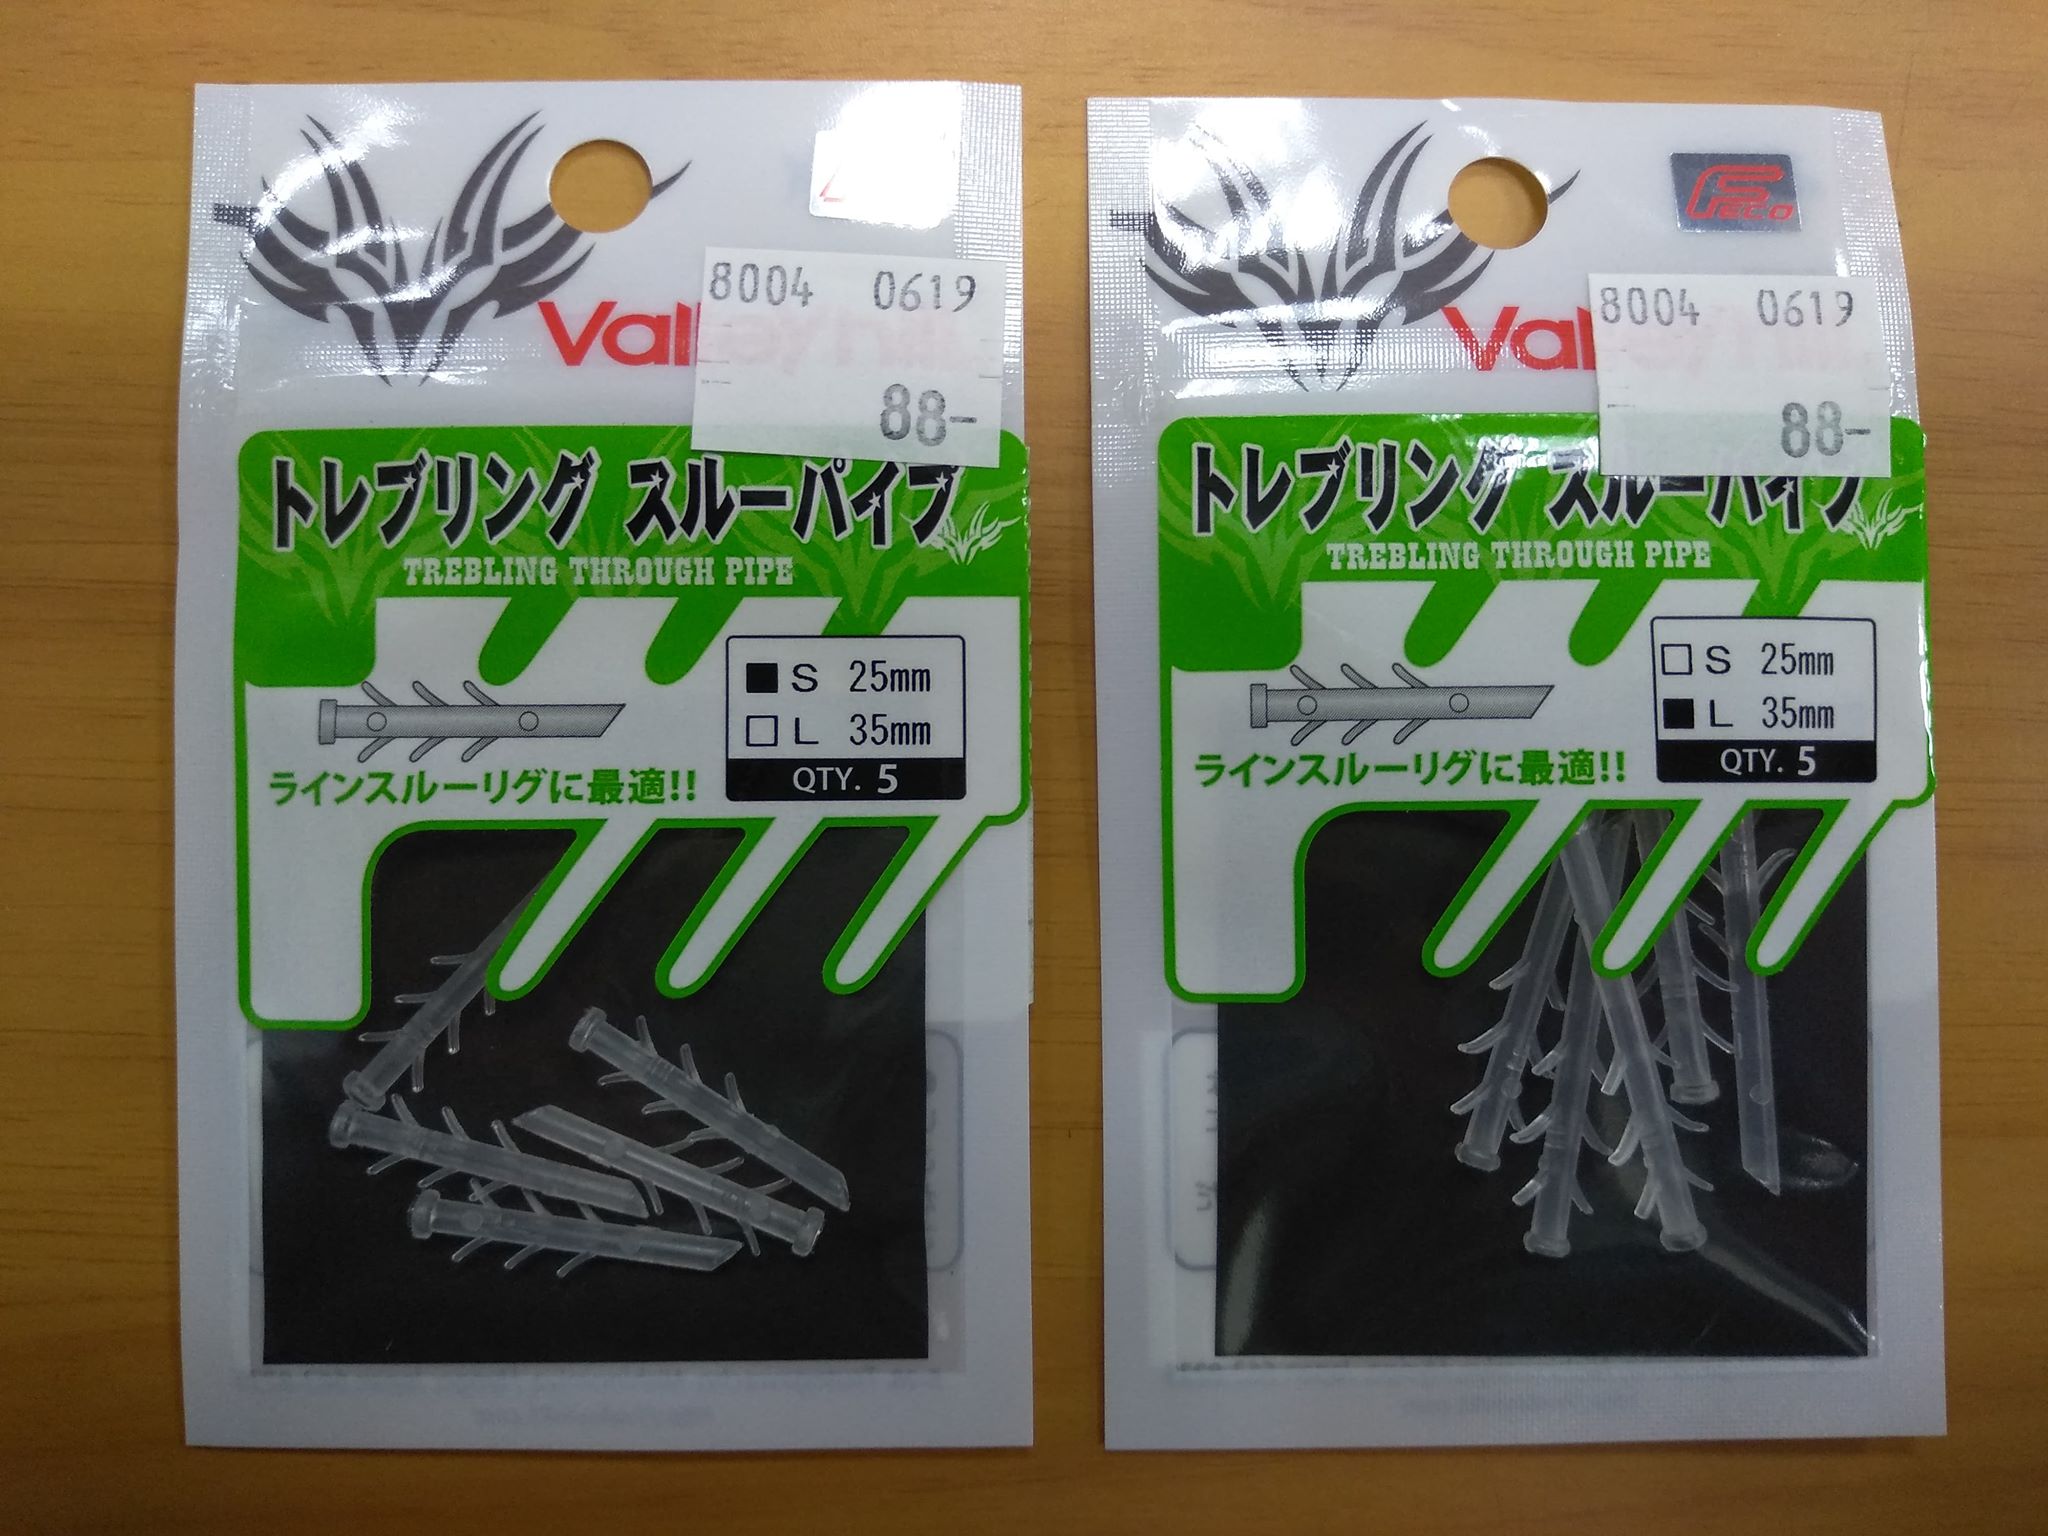 8004 0619
88-
トレブリング スルーパイプ
TREBLING THROUGH PIPE
S 25mm
L 35mm
QTY. 5
ラインスルーリグに最適!!
FECO
8004 0619
88-
トレブリング スルーパイプ
TREBLING THROUGH PIPE
S 25mm
L 35mm
QTY. 5
ラインスルーリグに最適!!